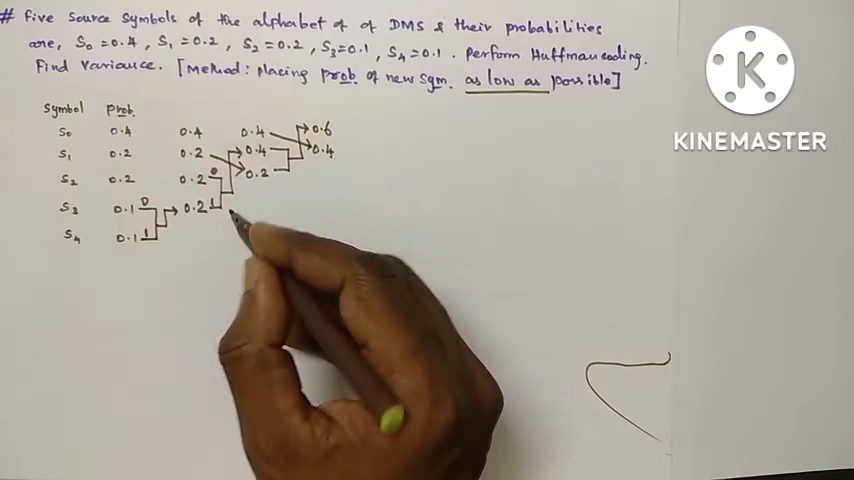 # Five Source Symbols of the alphabet of of DMS & their probabilities
are, S0 = 0.4, S1 = 0.2, S2 = 0.2, S3 = 0.1, S4 = 0.1. Perform Huffman coding.
Find variance. [Method: placing prob. of new sym. as low as possible]
Symbol Prob.
S0 0.4 0.4 0.4 0.6
S1 0.2 0.2 0.4 0.4
S2 0.2 0.2 0 0.2
S3 0.1 0 0.2 1
S4 0.1 1
K
KINEMASTER